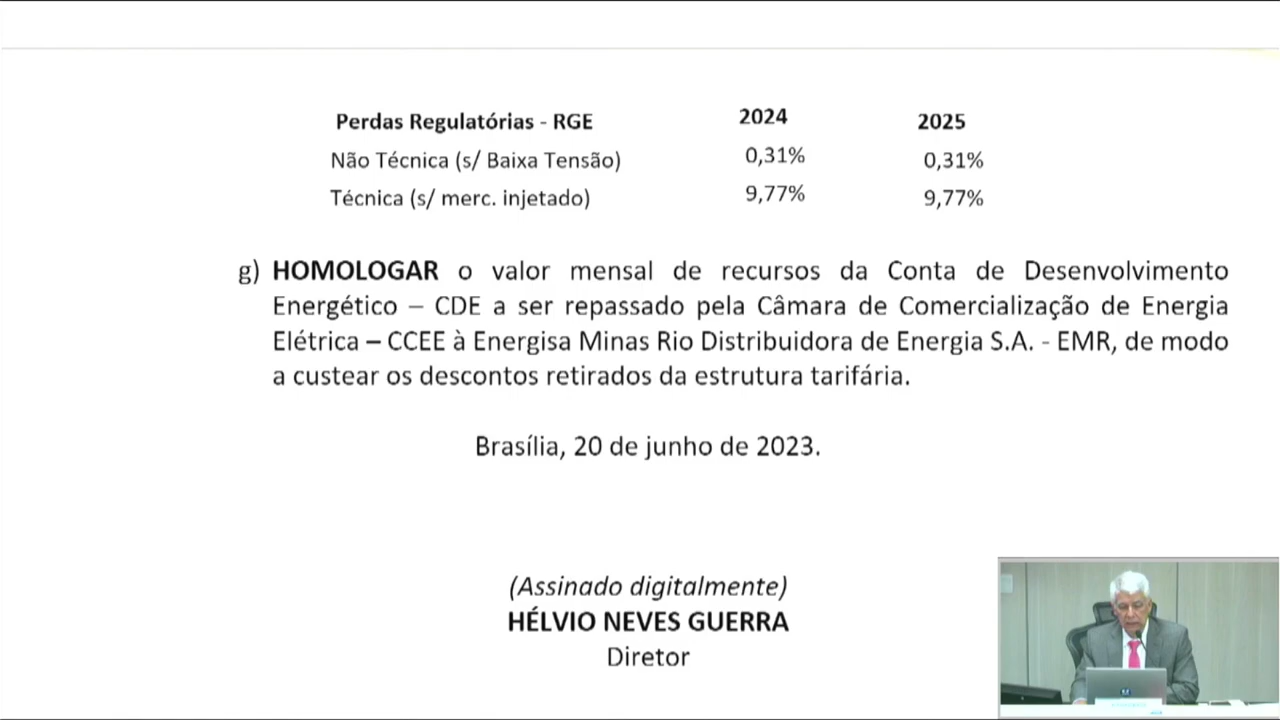 Perdas Regulatórias - RGE 2024 2025
Não Técnica (s/ Baixa Tensão) 0,31% 0,31%
Técnica (s/ merc. injetado) 9,77% 9,77%
g) HOMOLOGAR o valor mensal de recursos da Conta de Desenvolvimento
Energético – CDE a ser repassado pela Câmara de Comercialização de Energia
Elétrica – CCEE à Energisa Minas Rio Distribuidora de Energia S.A. - EMR, de modo
a custear os descontos retirados da estrutura tarifária.
Brasília, 20 de junho de 2023.
(Assinado digitalmente)
HÉLVIO NEVES GUERRA
Diretor